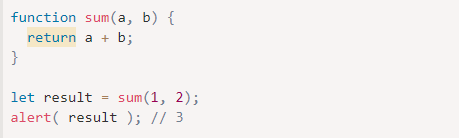 function sum(a, b) {
  return a + b;
}

let result = sum(1, 2);
alert( result ); // 3